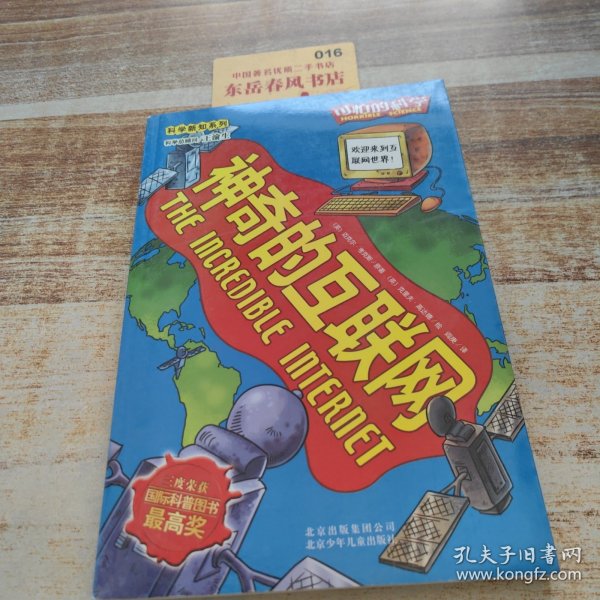 016
中国著名优质二手书店
东岳春风书店
可怕的科学
HORRIBLE SCIENCE
科学新知系列
欢迎来到互
联网世界!
神奇的互联网
THE INCREDIBLE INTERNET
三度荣获
国际科普图书
最高奖
北京出版集团公司
北京少年儿童出版社
孔夫子旧书网
www.kongfz.com